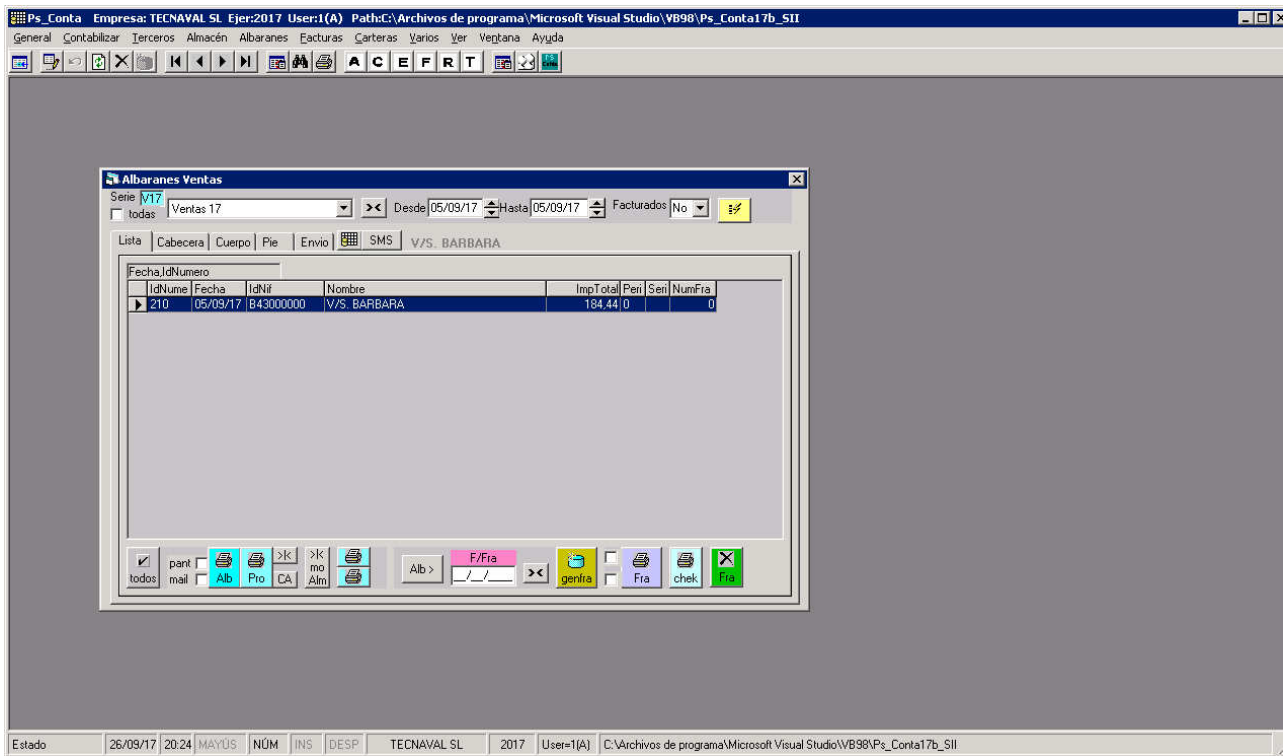 Ps_Conta Empresa: TECNAVAL SL Ejer:2017 User:1(A) Path:C:\Archivos de programa\Microsoft Visual Studio\VB98\Ps_Conta17b_SII
General Contabilizar Terceros Almacén Albaranes Facturas Carteras Varios Ver Ventana Ayuda
A C E F R T
Albaranes Ventas
Serie V17
todas Ventas 17 >< Desde 05/09/17 Hasta 05/09/17 Facturados No
Lista Cabecera Cuerpo Pie Envio SMS V/S. BARBARA
Fecha,IdNumero
IdNume Fecha IdNif Nombre ImpTotal Peri Seri NumFra
210 05/09/17 B43000000 V/S. BARBARA 184,44 0 0
todos pant mail Alb Pro >K CA >K mo Alm Alb > F/Fra _/_/__ >< genfra Fra chek Fra
Estado 26/09/17 20:24 MAYÚS NÚM INS DESP TECNAVAL SL 2017 User=1(A) C:\Archivos de programa\Microsoft Visual Studio\VB98\Ps_Conta17b_SII